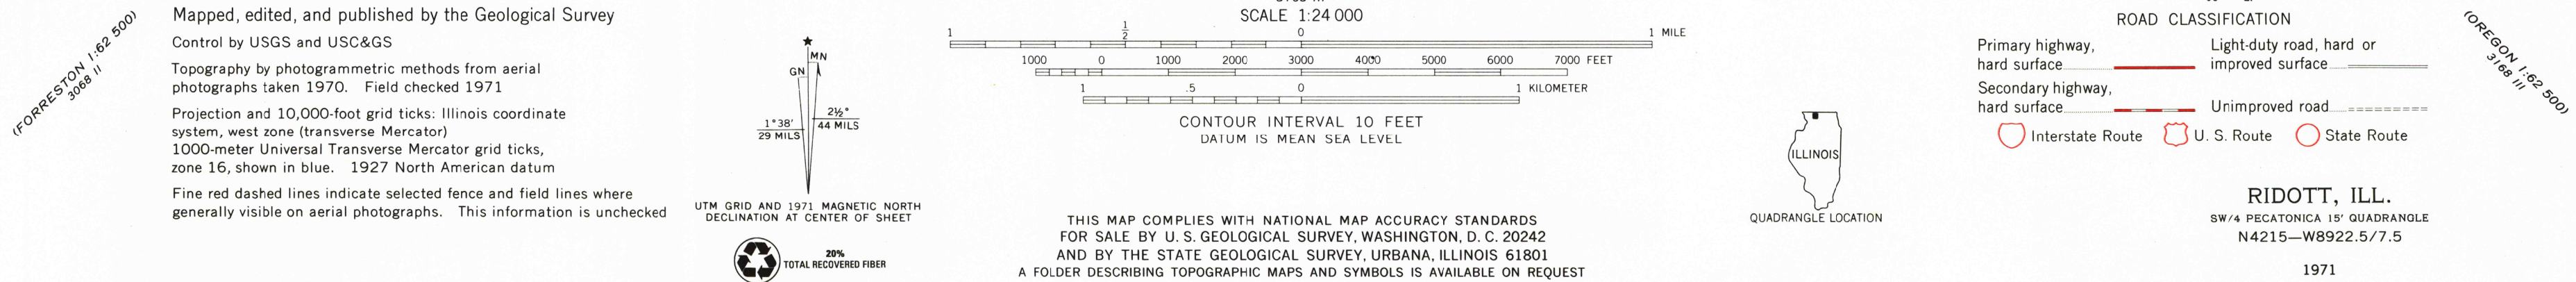 (FORRESTON 1:62 500)
3068 II
Mapped, edited, and published by the Geological Survey
Control by USGS and USC&GS
Topography by photogrammetric methods from aerial
photographs taken 1970. Field checked 1971
Projection and 10,000-foot grid ticks: Illinois coordinate
system, west zone (transverse Mercator)
1000-meter Universal Transverse Mercator grid ticks,
zone 16, shown in blue. 1927 North American datum
Fine red dashed lines indicate selected fence and field lines where
generally visible on aerial photographs. This information is unchecked
MN
GN
1°38′
29 MILS
2½°
44 MILS
UTM GRID AND 1971 MAGNETIC NORTH
DECLINATION AT CENTER OF SHEET
20%
TOTAL RECOVERED FIBER
SCALE 1:24 000
1 1/2 0 1 MILE
1000 0 1000 2000 3000 4000 5000 6000 7000 FEET
1 .5 0 1 KILOMETER
CONTOUR INTERVAL 10 FEET
DATUM IS MEAN SEA LEVEL
THIS MAP COMPLIES WITH NATIONAL MAP ACCURACY STANDARDS
FOR SALE BY U. S. GEOLOGICAL SURVEY, WASHINGTON, D. C. 20242
AND BY THE STATE GEOLOGICAL SURVEY, URBANA, ILLINOIS 61801
A FOLDER DESCRIBING TOPOGRAPHIC MAPS AND SYMBOLS IS AVAILABLE ON REQUEST
ILLINOIS
QUADRANGLE LOCATION
ROAD CLASSIFICATION
Primary highway,
hard surface
Light-duty road, hard or
improved surface
Secondary highway,
hard surface
Unimproved road
Interstate Route
U. S. Route
State Route
RIDOTT, ILL.
SW/4 PECATONICA 15′ QUADRANGLE
N4215—W8922.5/7.5
1971
(OREGON 1:62 500)
3168 III